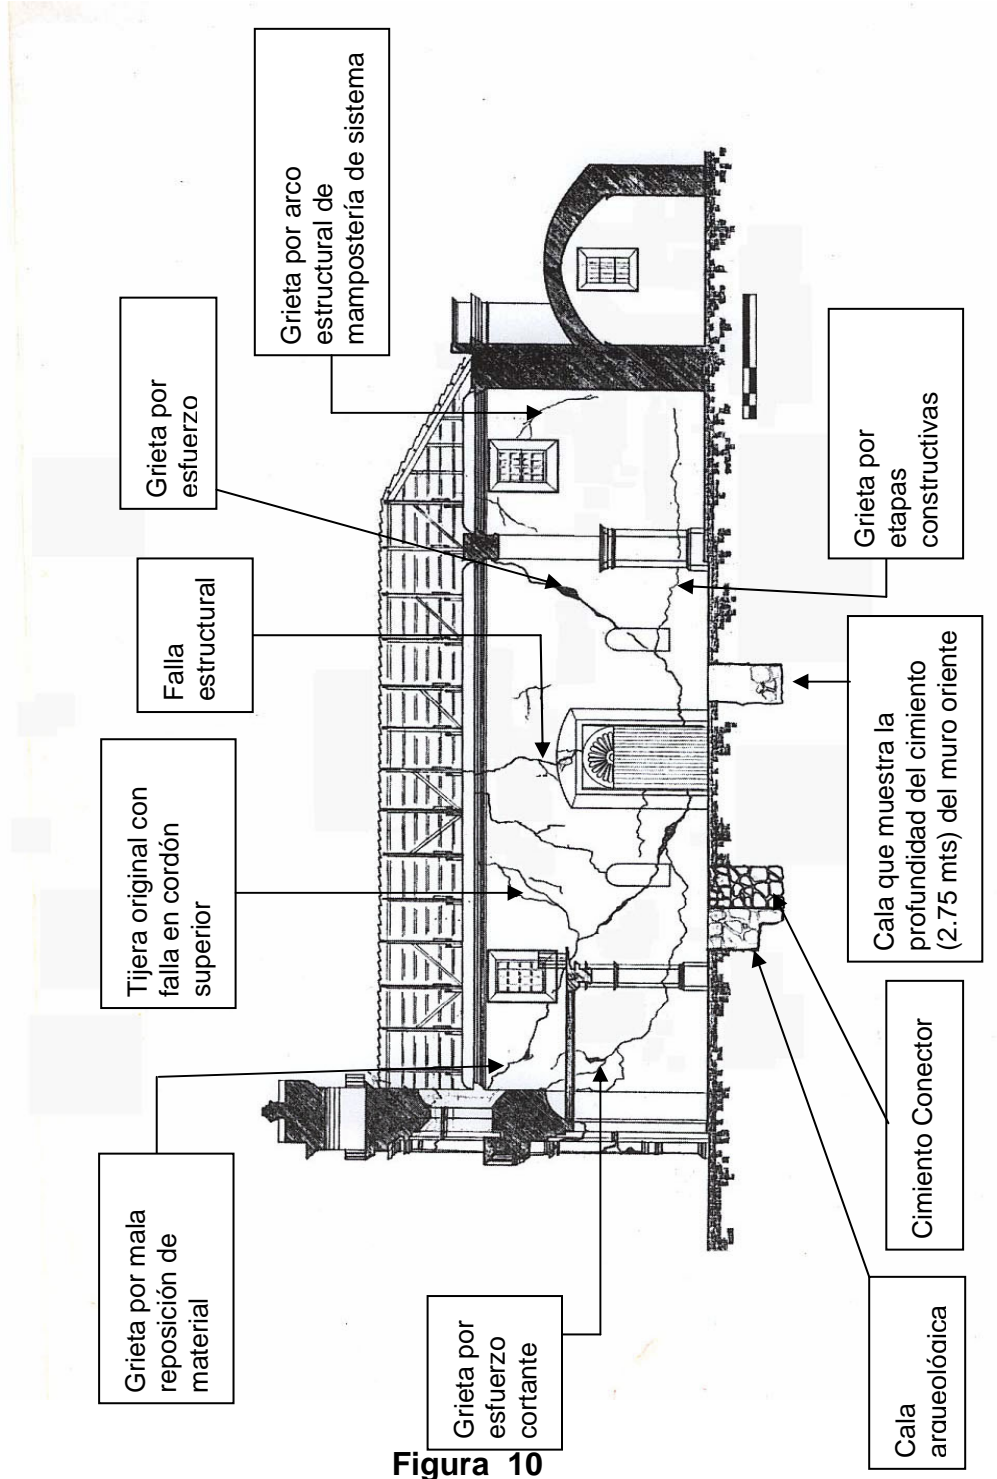 Grieta por mala
reposición de
material
Tijera original con
falla en cordón
superior
Falla
estructural
Grieta por
esfuerzo
Grieta por arco
estructural de
mampostería de sistema
Grieta por
esfuerzo
cortante
Cala
arqueológica
Cimiento Conector
Cala que muestra la
profundidad del cimiento
(2.75 mts) del muro oriente
Grieta por
etapas
constructivas
Figura 10